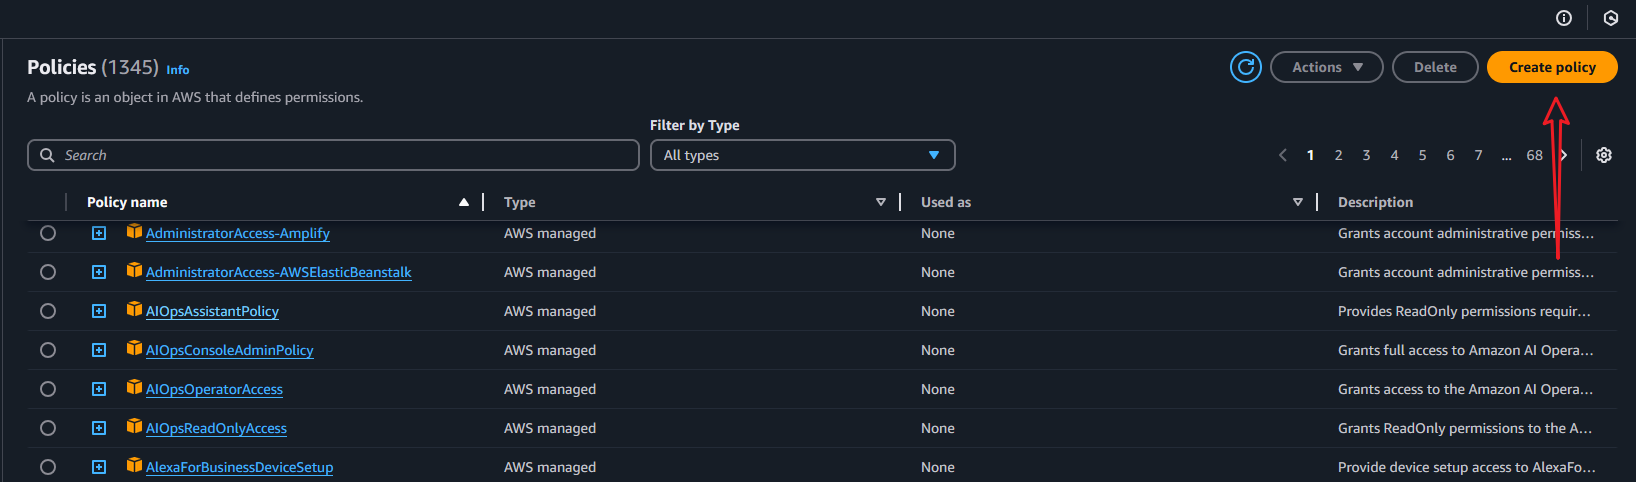 Policies (1345) Info
Actions Delete Create policy
A policy is an object in AWS that defines permissions.
Filter by Type
Search
All types
1 2 3 4 5 6 7 ... 68
Policy name Type Used as Description
AdministratorAccess-Amplify AWS managed None Grants account administrative permiss...
AdministratorAccess-AWSElasticBeanstalk AWS managed None Grants account administrative permiss...
AIOpsAssistantPolicy AWS managed None Provides ReadOnly permissions requir...
AIOpsConsoleAdminPolicy AWS managed None Grants full access to Amazon AI Opera...
AIOpsOperatorAccess AWS managed None Grants access to the Amazon AI Opera...
AIOpsReadOnlyAccess AWS managed None Grants ReadOnly permissions to the A...
AlexaForBusinessDeviceSetup AWS managed None Provide device setup access to AlexaFo...